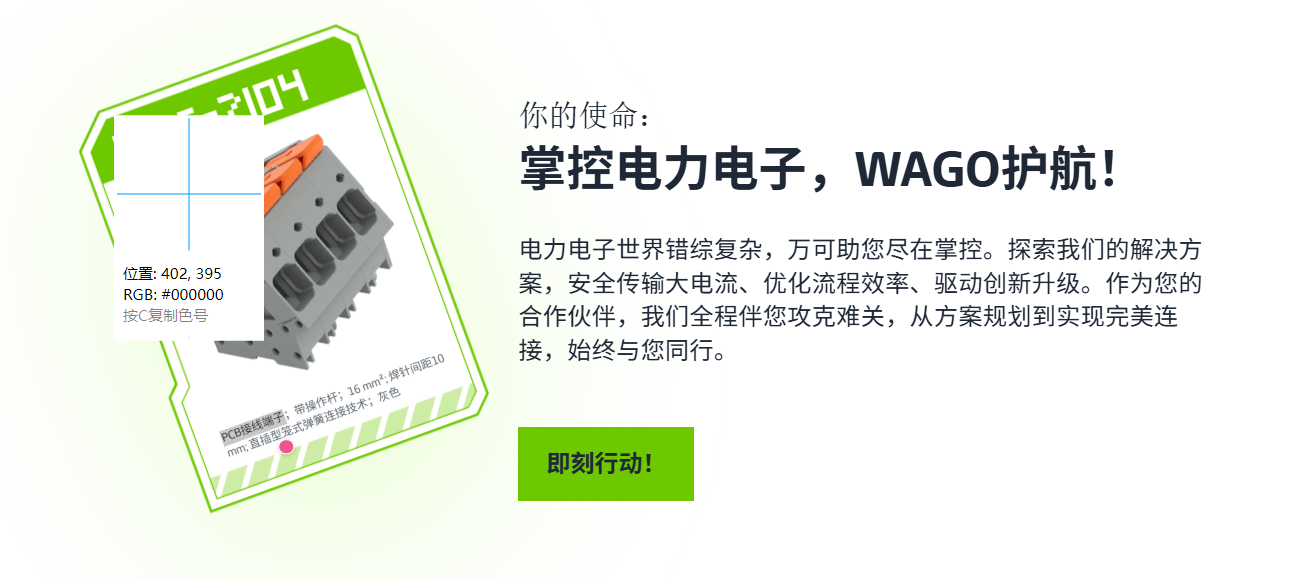 7104
位置: 402, 395
RGB: #000000
按C复制色号
PCB接线端子；带操作杆；16 mm²; 焊针间距10
mm; 直插型笼式弹簧连接技术；灰色
你的使命：
掌控电力电子，WAGO护航！
电力电子世界错综复杂，万可助您尽在掌控。探索我们的解决方
案，安全传输大电流、优化流程效率、驱动创新升级。作为您的
合作伙伴，我们全程伴您攻克难关，从方案规划到实现完美连
接，始终与您同行。
即刻行动！